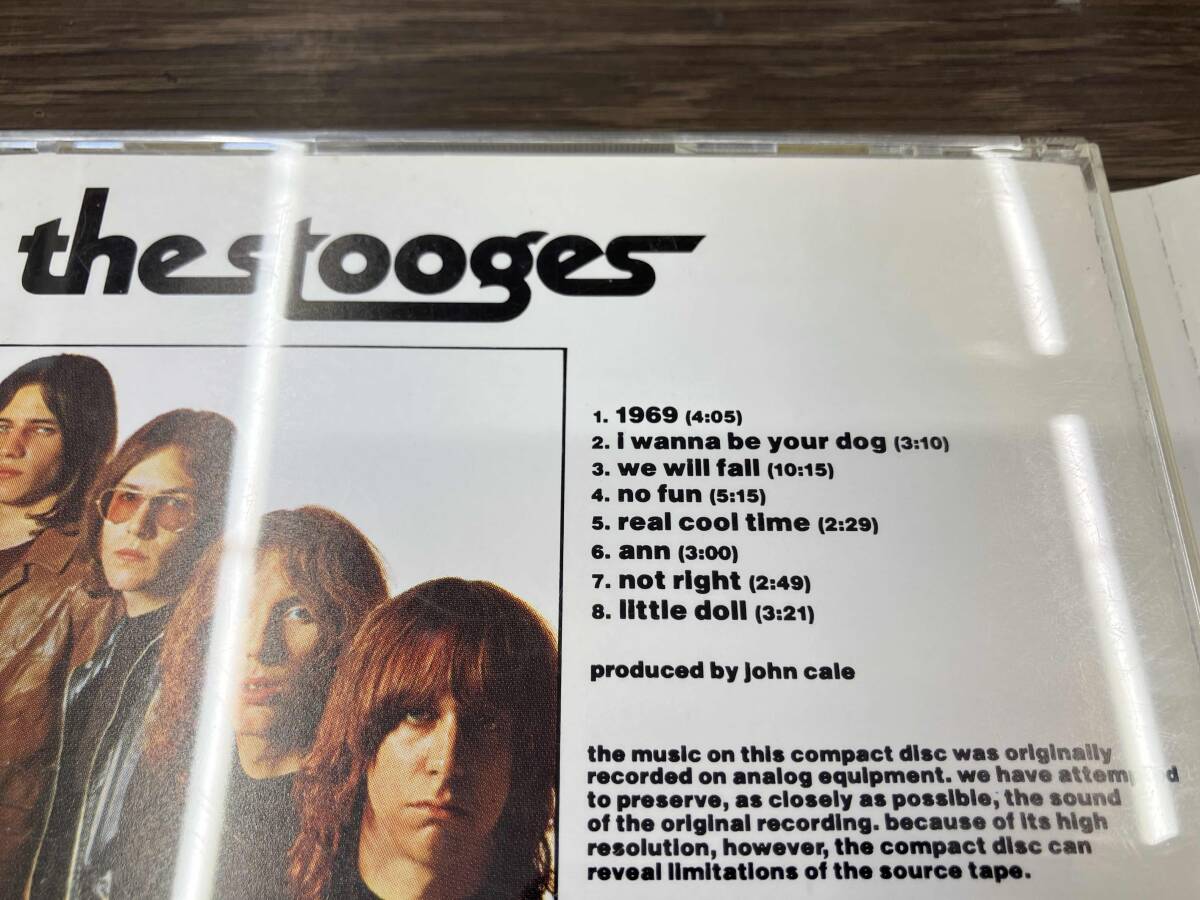 the stooges
1. 1969 (4:05)
2. i wanna be your dog (3:10)
3. we will fall (10:15)
4. no fun (5:15)
5. real cool time (2:29)
6. ann (3:00)
7. not right (2:49)
8. little doll (3:21)
produced by john cale
the music on this compact disc was originally
recorded on analog equipment. we have attempted
to preserve, as closely as possible, the sound
of the original recording. because of its high
resolution, however, the compact disc can
reveal limitations of the source tape.